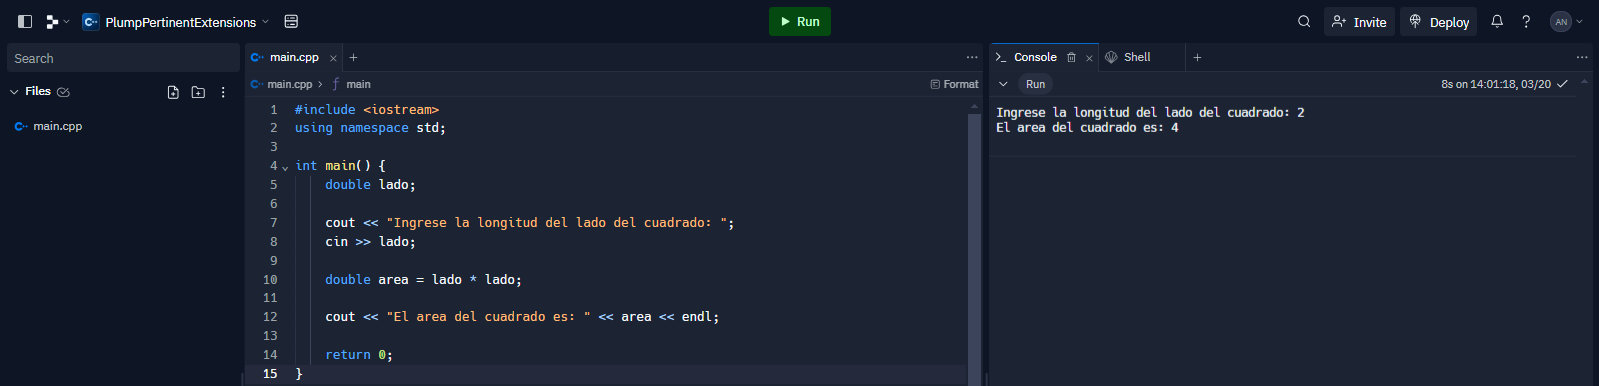 PlumpPertinentExtensions
Run
Invite
Deploy
AN
Search
Files
main.cpp
main.cpp
main.cpp > main
Format
1 #include <iostream>
2 using namespace std;
3
4 int main() {
5 double lado;
6
7 cout << "Ingrese la longitud del lado del cuadrado: ";
8 cin >> lado;
9
10 double area = lado * lado;
11
12 cout << "El area del cuadrado es: " << area << endl;
13
14 return 0;
15 }
Console
Shell
Run
8s on 14:01:18, 03/20
Ingrese la longitud del lado del cuadrado: 2
El area del cuadrado es: 4